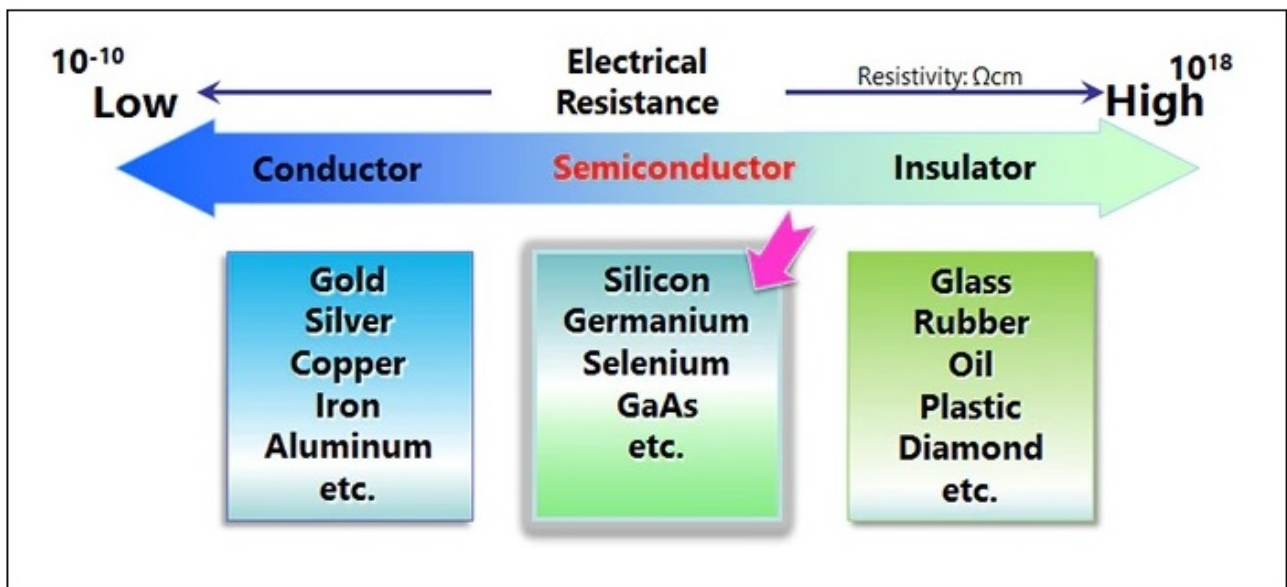 10⁻¹⁰
Low
Electrical
Resistance
Resistivity: Ωcm
10¹⁸
High
Conductor
Semiconductor
Insulator
Gold
Silver
Copper
Iron
Aluminum
etc.
Silicon
Germanium
Selenium
GaAs
etc.
Glass
Rubber
Oil
Plastic
Diamond
etc.